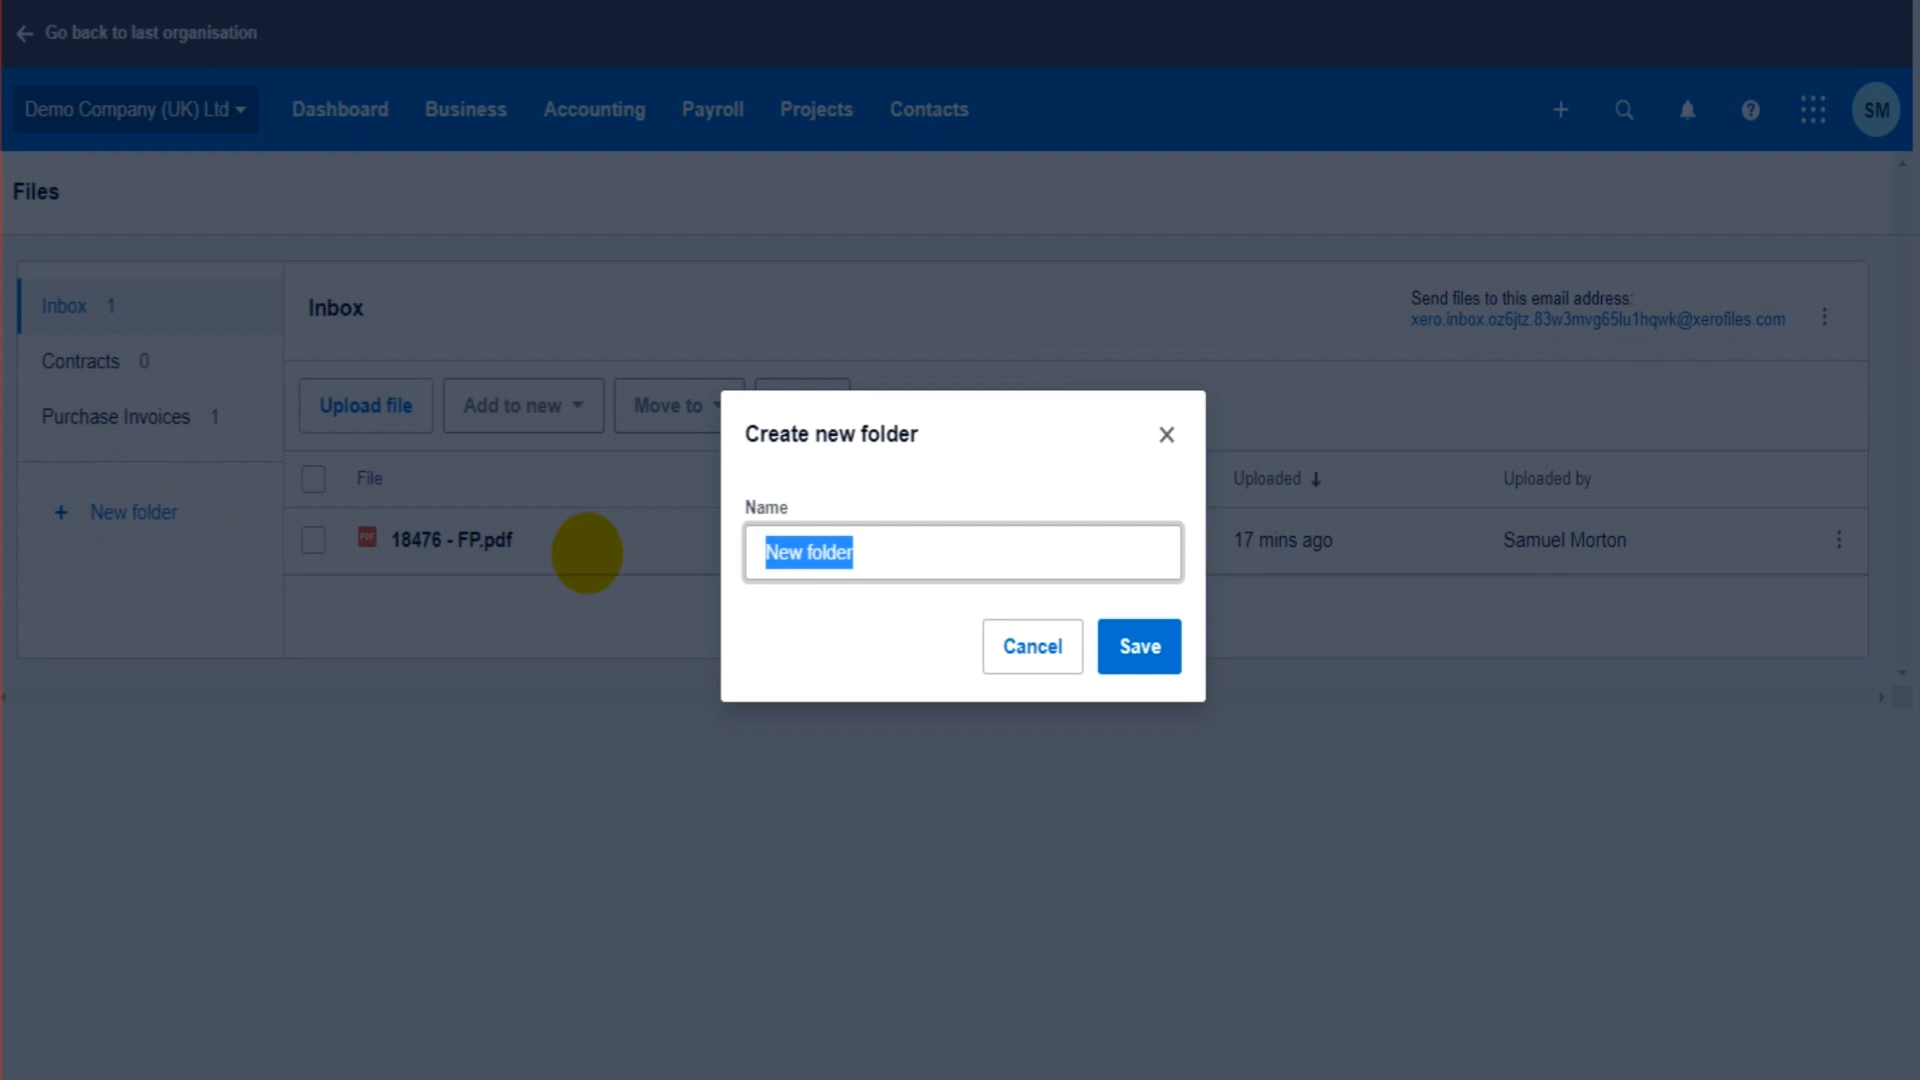 Go back to last organisation
Demo Company (UK) Ltd
Dashboard
Business
Accounting
Payroll
Projects
Contacts
SM
Files
Inbox 1
Contracts 0
Purchase Invoices 1
+ New folder
Inbox
Send files to this email address:
xero.inbox.oz6jtz.83w3mvg65lu1hqwk@xerofiles.com
Upload file
Add to new
Move to
File
Uploaded
Uploaded by
PDF
18476 - FP.pdf
17 mins ago
Samuel Morton
Create new folder
Name
New folder
Cancel
Save